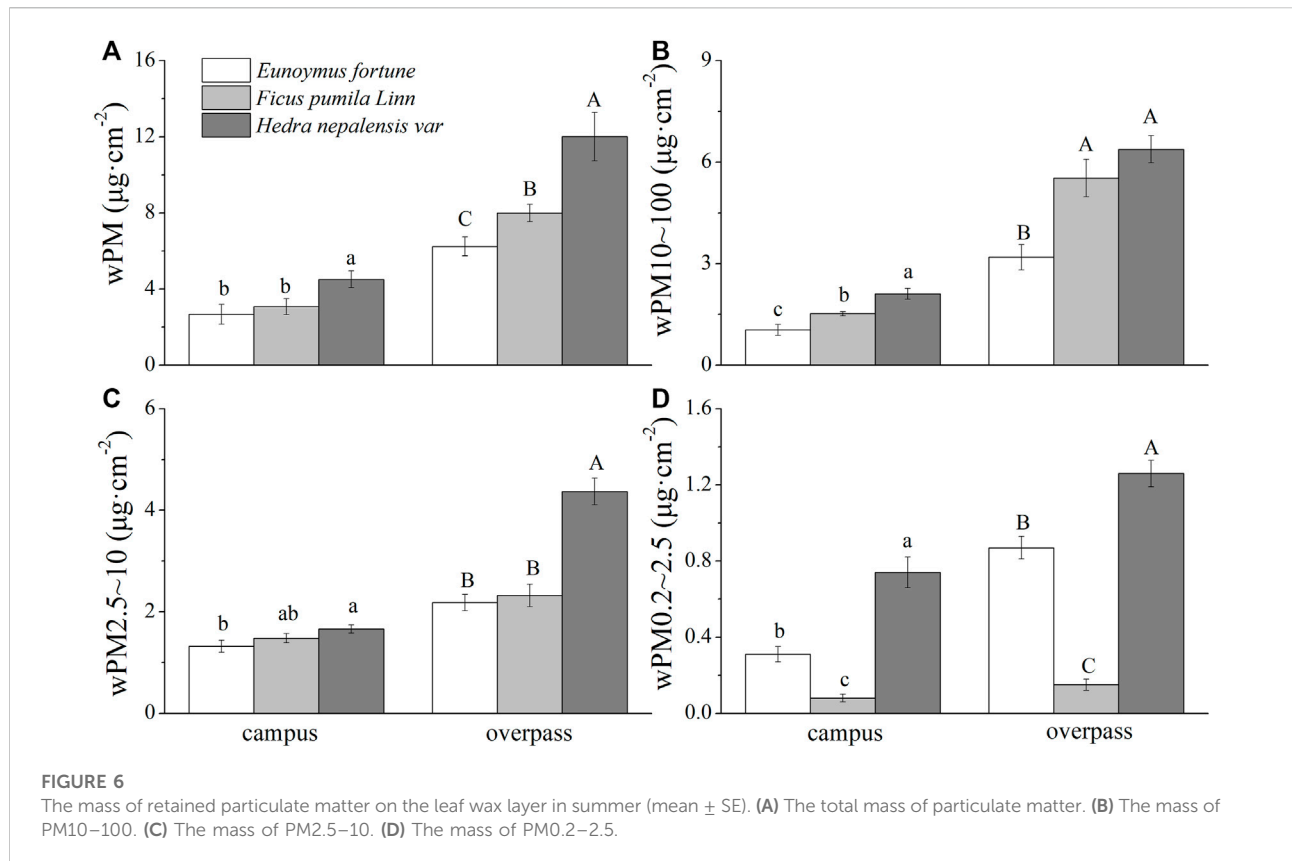 A
wPM (μg·cm-2)
16
12
8
4
0
Eunoymus fortune
Ficus pumila Linn
Hedra nepalensis var
b
b
a
C
B
A
B
wPM10~100 (μg·cm-2)
9
6
3
0
c
b
a
B
A
A
C
wPM2.5~10 (μg·cm-2)
6
4
2
0
b
ab
a
B
B
A
campus
overpass
D
wPM0.2~2.5 (μg·cm-2)
1.6
1.2
0.8
0.4
0.0
b
c
a
B
C
A
campus
overpass
FIGURE 6
The mass of retained particulate matter on the leaf wax layer in summer (mean ± SE). (A) The total mass of particulate matter. (B) The mass of
PM10–100. (C) The mass of PM2.5–10. (D) The mass of PM0.2–2.5.